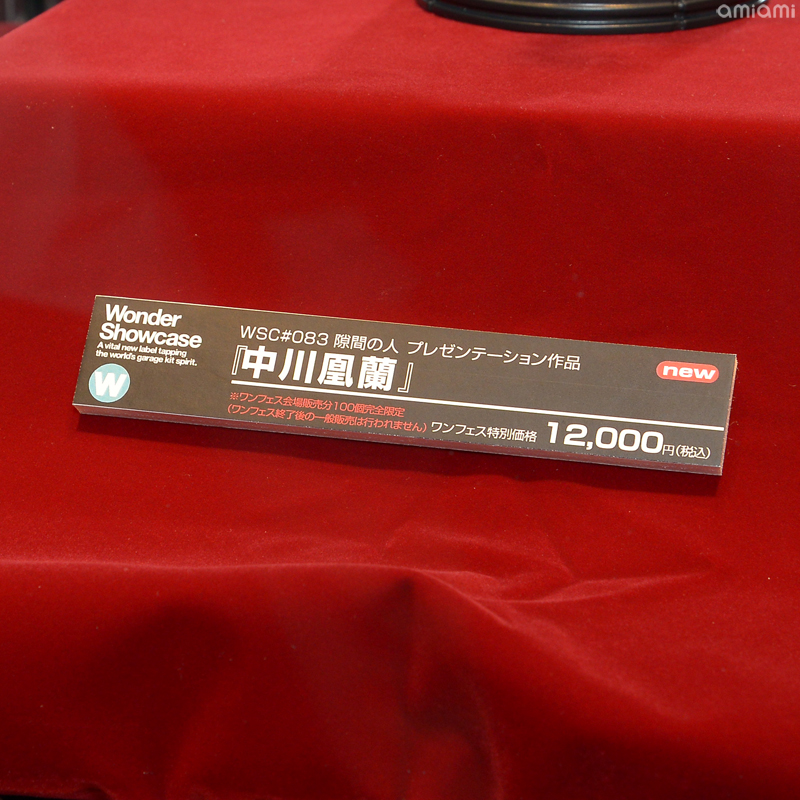 amiami
Wonder
Showcase
A vital new label tapping
the world's garage kit spirit.
W
WSC#083 隙間の人 プレゼンテーション作品
『中川凰蘭』
new
※ワンフェス会場販売分100個完全限定
(ワンフェス終了後の一般販売は行われません)
ワンフェス特別価格 12,000円(税込)